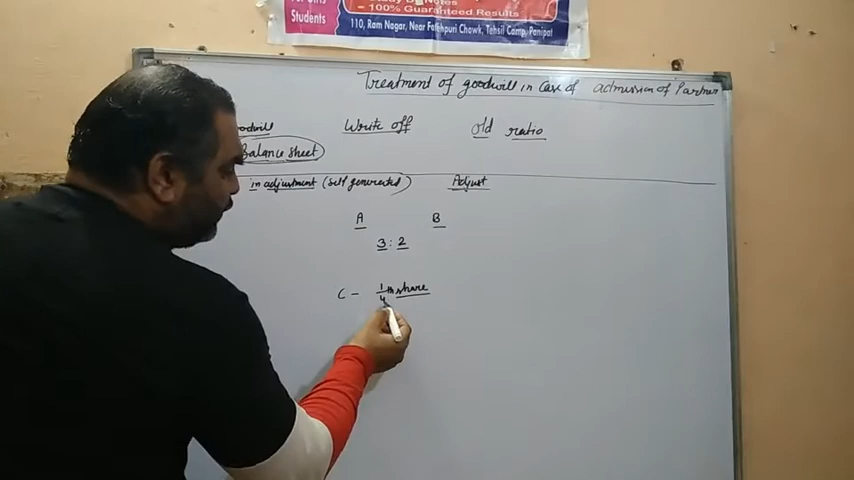 Students
- 100% Guaranteed Results -
110, Ram Nagar, Near Fatehpuri Chowk, Tehsil Camp, Panipat
Treatment of goodwill in Case of admission of Partner
Write off
Old ratio
Balance Sheet
in adjustment (Self generated)
Adjust
A B
3 : 2
C - 1/4 th share